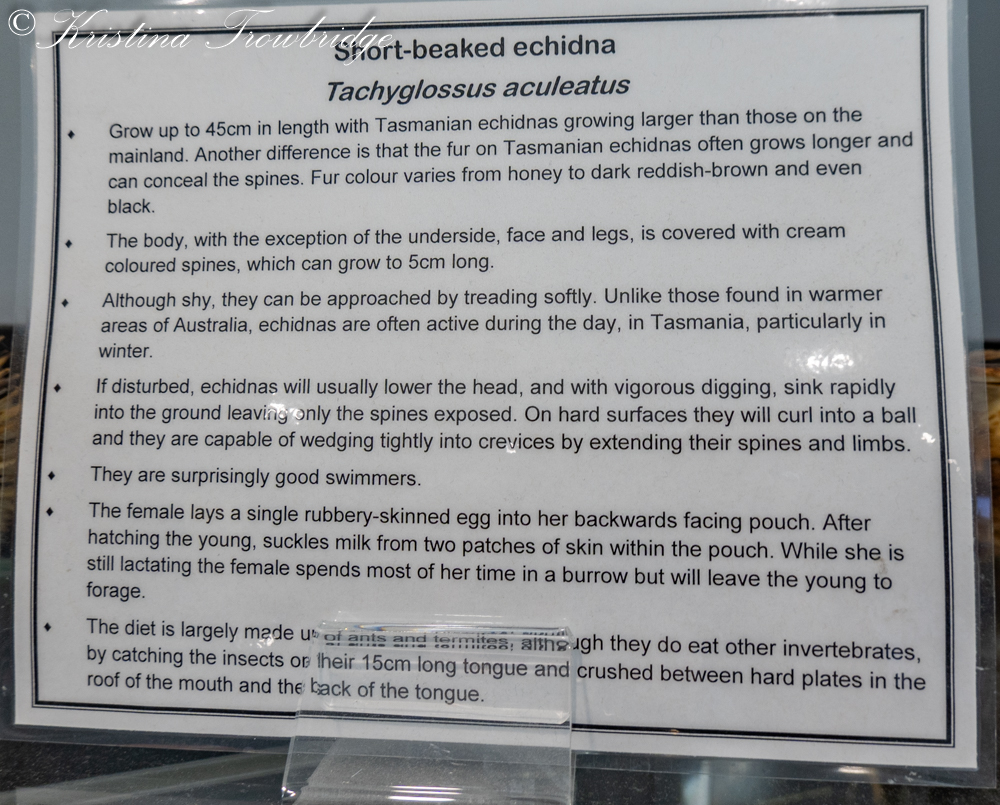 © Kristina Trowbridge
Short-beaked echidna
Tachyglossus aculeatus
♦ Grow up to 45cm in length with Tasmanian echidnas growing larger than those on the
mainland. Another difference is that the fur on Tasmanian echidnas often grows longer and
can conceal the spines. Fur colour varies from honey to dark reddish-brown and even
black.
♦ The body, with the exception of the underside, face and legs, is covered with cream
coloured spines, which can grow to 5cm long.
♦ Although shy, they can be approached by treading softly. Unlike those found in warmer
areas of Australia, echidnas are often active during the day, in Tasmania, particularly in
winter.
♦ If disturbed, echidnas will usually lower the head, and with vigorous digging, sink rapidly
into the ground leaving only the spines exposed. On hard surfaces they will curl into a ball
and they are capable of wedging tightly into crevices by extending their spines and limbs.
♦ They are surprisingly good swimmers.
♦ The female lays a single rubbery-skinned egg into her backwards facing pouch. After
hatching the young, suckles milk from two patches of skin within the pouch. While she is
still lactating the female spends most of her time in a burrow but will leave the young to
forage.
♦ The diet is largely made up of ants and termites, although they do eat other invertebrates,
by catching the insects on their 15cm long tongue and crushed between hard plates in the
roof of the mouth and the back of the tongue.